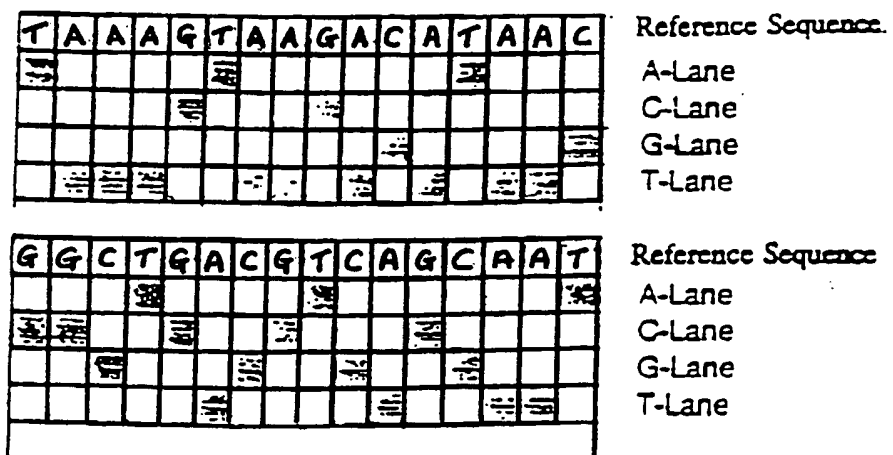 T A A A G T A A G A C A T A A C Reference Sequence.
A-Lane
C-Lane
G-Lane
T-Lane
G G C T G A C G T C A G C A A T Reference Sequence
A-Lane
C-Lane
G-Lane
T-Lane